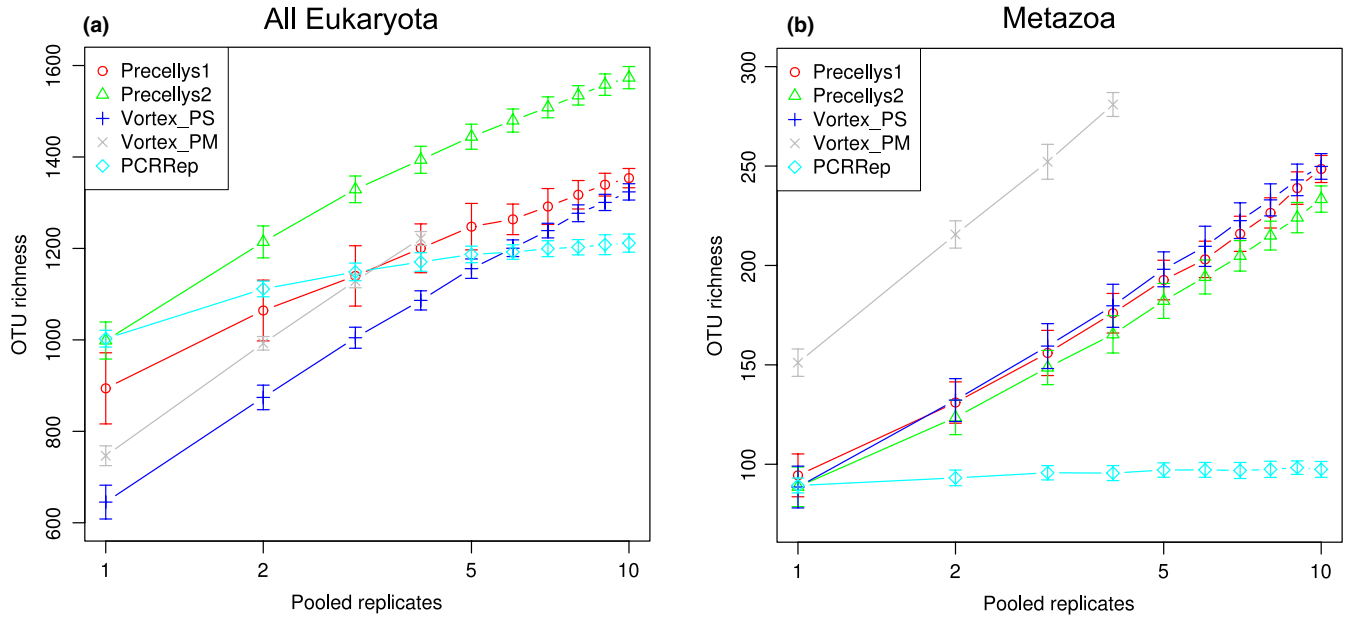 (a) All Eukaryota
Precellys1
Precellys2
Vortex_PS
Vortex_PM
PCRRep
1600
1400
1200
1000
800
600
OTU richness
1 2 5 10
Pooled replicates
(b) Metazoa
Precellys1
Precellys2
Vortex_PS
Vortex_PM
PCRRep
300
250
200
150
100
OTU richness
1 2 5 10
Pooled replicates